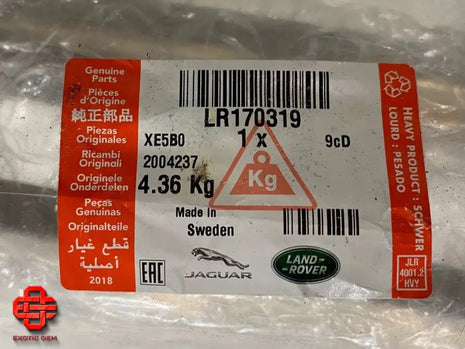 Genuine
Parts
Pièces
d'Origine
純正部品
Piezas
Originales
Ricambi
Originali
Originele
Onderdelen
Peças
Genuínas
Originalteile
قطع غيار
أصلية
2018
LR170319
1 x
XE5B0
9cD
2004237
4.36 Kg
Kg
Made In
Sweden
EAC
JAGUAR
LAND-
ROVER
HEAVY PRODUCT : SCHWER
LOURD : PESADO
JLR
4001.2
HVY
EXOTIC OEM